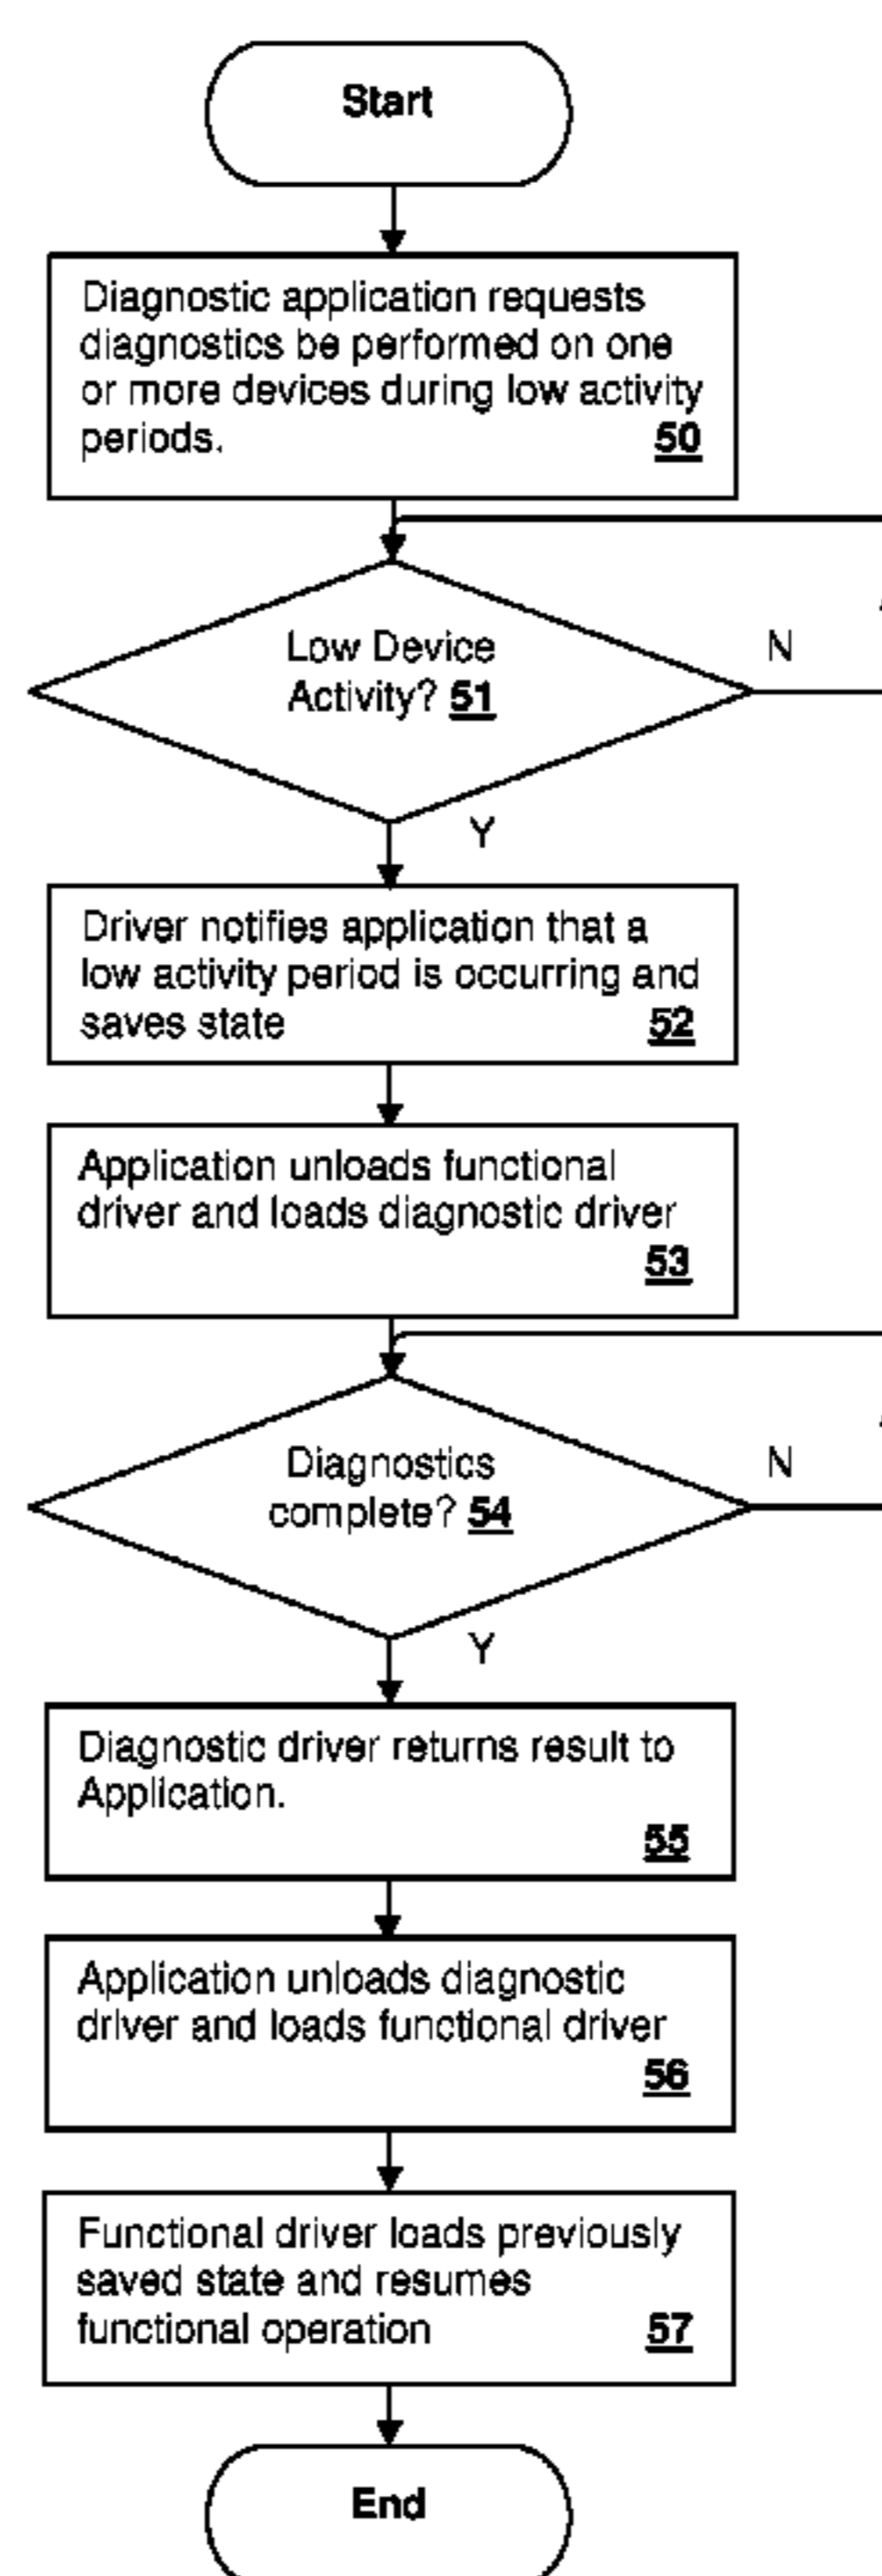 Start
Diagnostic application requests
diagnostics be performed on one
or more devices during low activity
periods. 50
Low Device
Activity? 51
N
Y
Driver notifies application that a
low activity period is occurring and
saves state 52
Application unloads functional
driver and loads diagnostic driver
53
Diagnostics
complete? 54
N
Y
Diagnostic driver returns result to
Application.
55
Application unloads diagnostic
driver and loads functional driver
56
Functional driver loads previously
saved state and resumes
functional operation 57
End